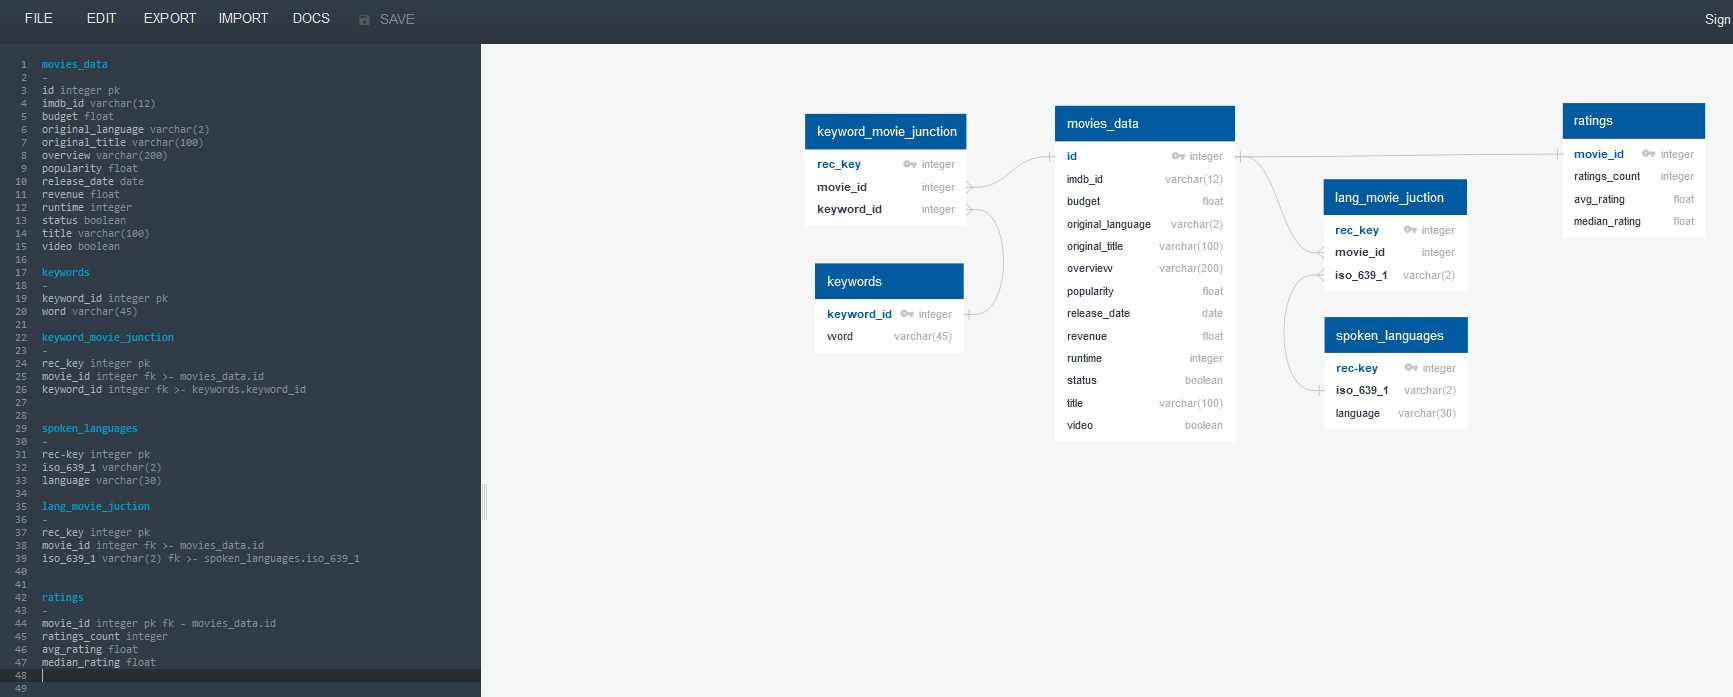 FILE EDIT EXPORT IMPORT DOCS SAVE Sign
1 movies_data
2 -
3 id integer pk
4 imdb_id varchar(12)
5 budget float
6 original_language varchar(2)
7 original_title varchar(100)
8 overview varchar(200)
9 popularity float
10 release_date date
11 revenue float
12 runtime integer
13 status boolean
14 title varchar(100)
15 video boolean
16
17 keywords
18 -
19 keyword_id integer pk
20 word varchar(45)
21
22 keyword_movie_junction
23 -
24 rec_key integer pk
25 movie_id integer fk >- movies_data.id
26 keyword_id integer fk >- keywords.keyword_id
27
28
29 spoken_languages
30 -
31 rec-key integer pk
32 iso_639_1 varchar(2)
33 language varchar(30)
34
35 lang_movie_juction
36 -
37 rec_key integer pk
38 movie_id integer fk >- movies_data.id
39 iso_639_1 varchar(2) fk >- spoken_languages.iso_639_1
40
41
42 ratings
43 -
44 movie_id integer pk fk - movies_data.id
45 ratings_count integer
46 avg_rating float
47 median_rating float
48
49
keyword_movie_junction
rec_key integer
movie_id integer
keyword_id integer
keywords
keyword_id integer
word varchar(45)
movies_data
id integer
imdb_id varchar(12)
budget float
original_language varchar(2)
original_title varchar(100)
overview varchar(200)
popularity float
release_date date
revenue float
runtime integer
status boolean
title varchar(100)
video boolean
lang_movie_juction
rec_key integer
movie_id integer
iso_639_1 varchar(2)
spoken_languages
rec-key integer
iso_639_1 varchar(2)
language varchar(30)
ratings
movie_id integer
ratings_count integer
avg_rating float
median_rating float